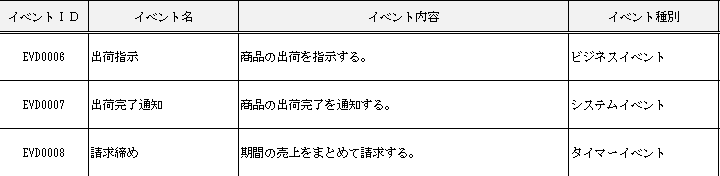 イベントＩＤ イベント名 イベント内容 イベント種別
EVD0006 出荷指示 商品の出荷を指示する。 ビジネスイベント
EVD0007 出荷完了通知 商品の出荷完了を通知する。 システムイベント
EVD0008 請求締め 期間の売上をまとめて請求する。 タイマーイベント